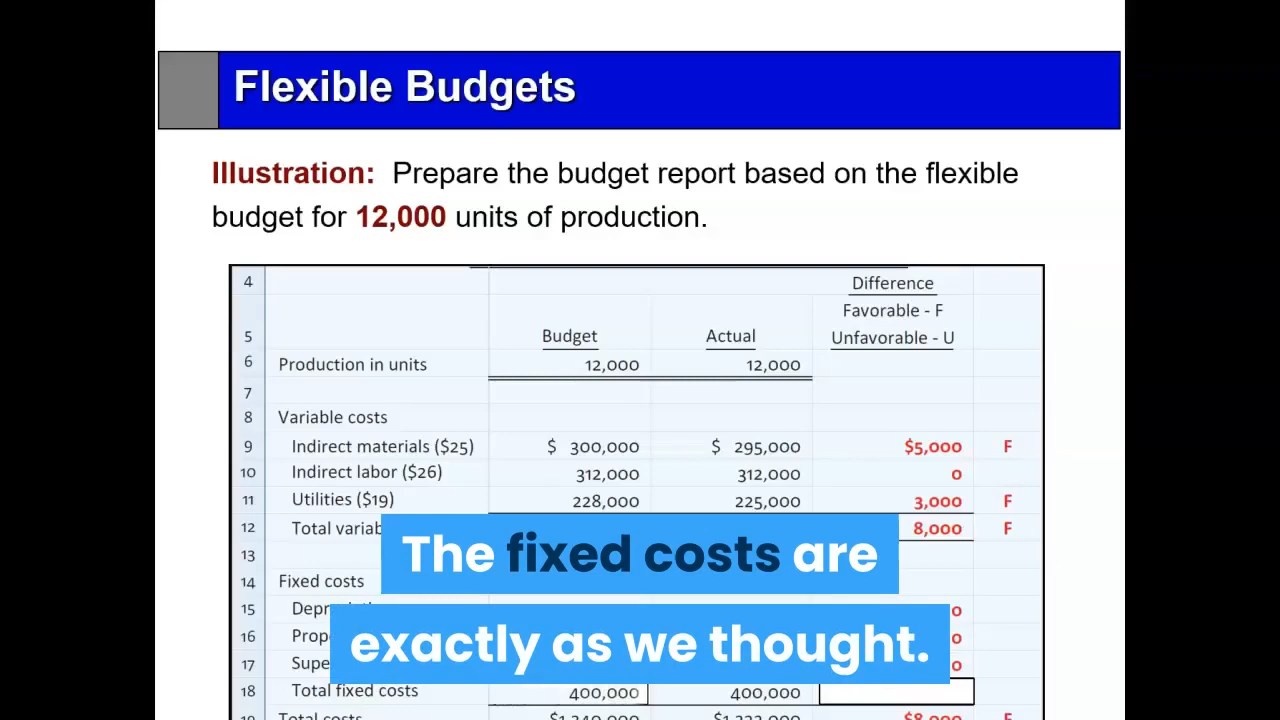 Flexible Budgets
Illustration: Prepare the budget report based on the flexible
budget for 12,000 units of production.
4 Difference
Favorable - F
5 Budget Actual Unfavorable - U
6 Production in units 12,000 12,000
7
8 Variable costs
9 Indirect materials ($25) $ 300,000 $ 295,000 $5,000 F
10 Indirect labor ($26) 312,000 312,000 0
11 Utilities ($19) 228,000 225,000 3,000 F
12 Total 8,000 F
The fixed costs are
13
14 Fixed costs
15 0
16 0
exactly as we thought.
17 0
18 Total fixed costs 400,000 400,000
Total costs $8,000 F